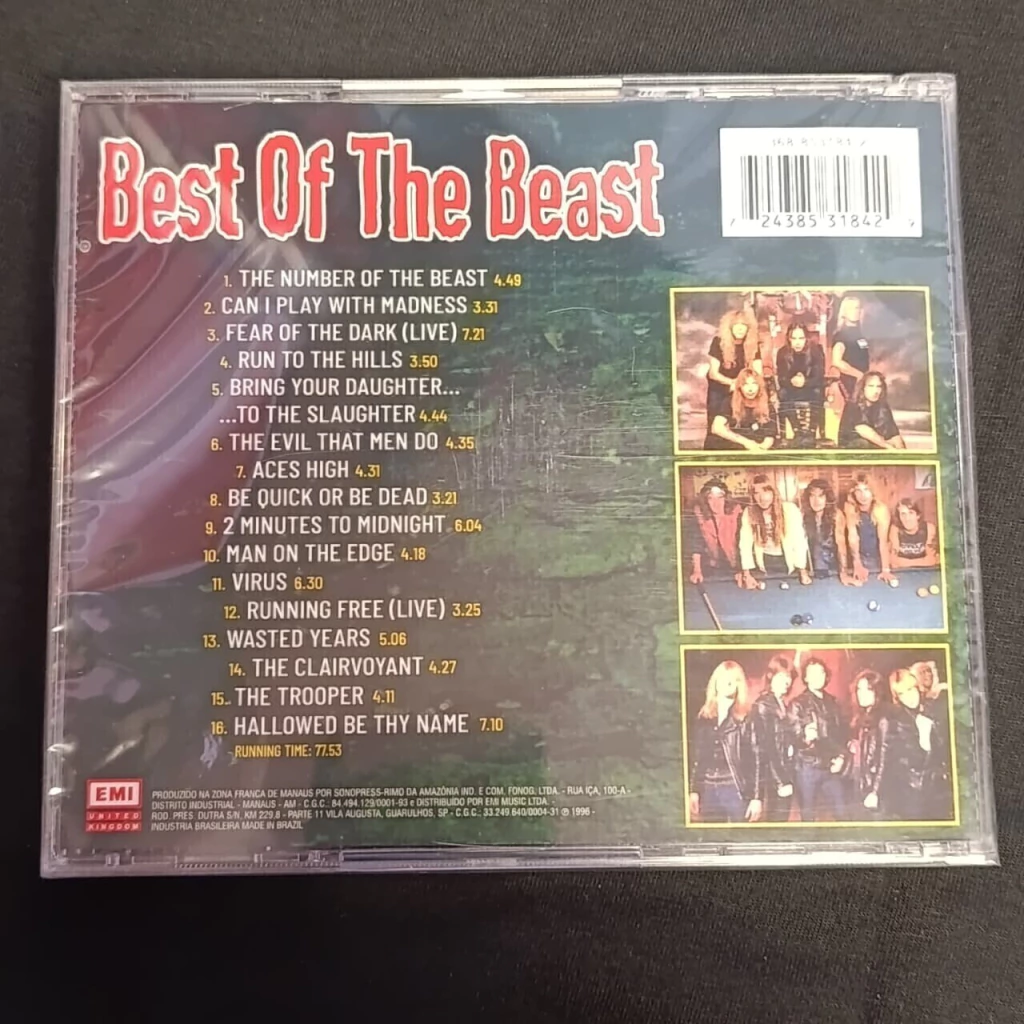 Best Of The Beast
368 853184 2
7 24385 31842 9
1. THE NUMBER OF THE BEAST 4.49
2. CAN I PLAY WITH MADNESS 3.31
3. FEAR OF THE DARK (LIVE) 7.21
4. RUN TO THE HILLS 3.50
5. BRING YOUR DAUGHTER...
...TO THE SLAUGHTER 4.44
6. THE EVIL THAT MEN DO 4.35
7. ACES HIGH 4.31
8. BE QUICK OR BE DEAD 3:21
9. 2 MINUTES TO MIDNIGHT 6.04
10. MAN ON THE EDGE 4.18
11. VIRUS 6.30
12. RUNNING FREE (LIVE) 3.25
13. WASTED YEARS 5.06
14. THE CLAIRVOYANT 4.27
15. THE TROOPER 4.11
16. HALLOWED BE THY NAME 7.10
- RUNNING TIME: 77.53
EMI
UNITED
KINGDOM
PRODUZIDO NA ZONA FRANCA DE MANAUS POR SONOPRESS-RIMO DA AMAZÔNIA IND. E COM. FONOG. LTDA. - RUA IÇÁ, 100-A -
DISTRITO INDUSTRIAL - MANAUS - AM - C.G.C.: 84.494.129/0001-93 e DISTRIBUÍDO POR EMI MUSIC LTDA. -
ROD. PRES. DUTRA S/N, KM 229,8 - PARTE 11 VILA AUGUSTA, GUARULHOS, SP - C.G.C.: 33.249.640/0004-31 ℗ 1996 -
INDÚSTRIA BRASILEIRA MADE IN BRAZIL